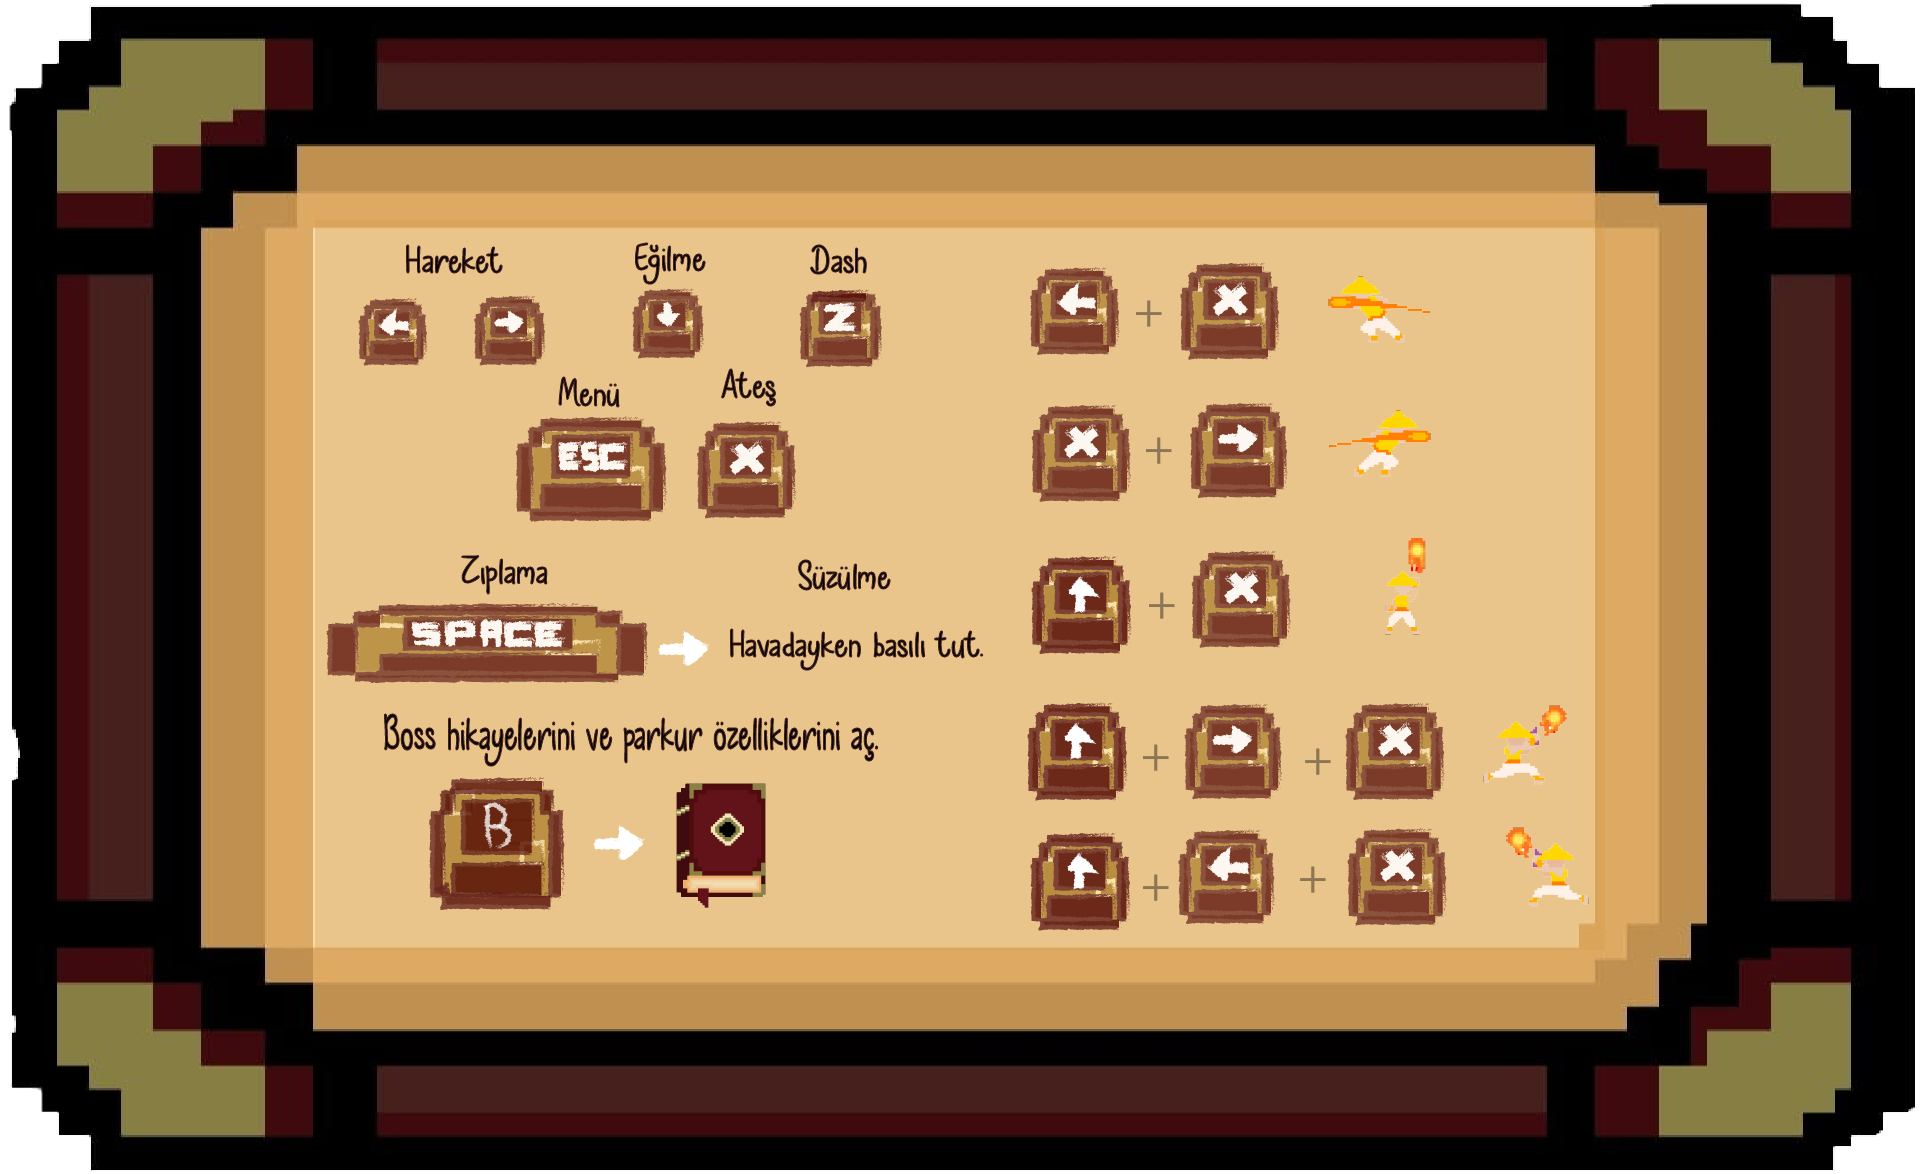 Hareket
Eğilme
Dash
Z
Menü
Ateş
ESC
X
Zıplama
Süzülme
SPACE
Havadayken basılı tut.
Boss hikayelerini ve parkur özelliklerini aç.
B
+ X
X +
+ X
+ + X
+ + X